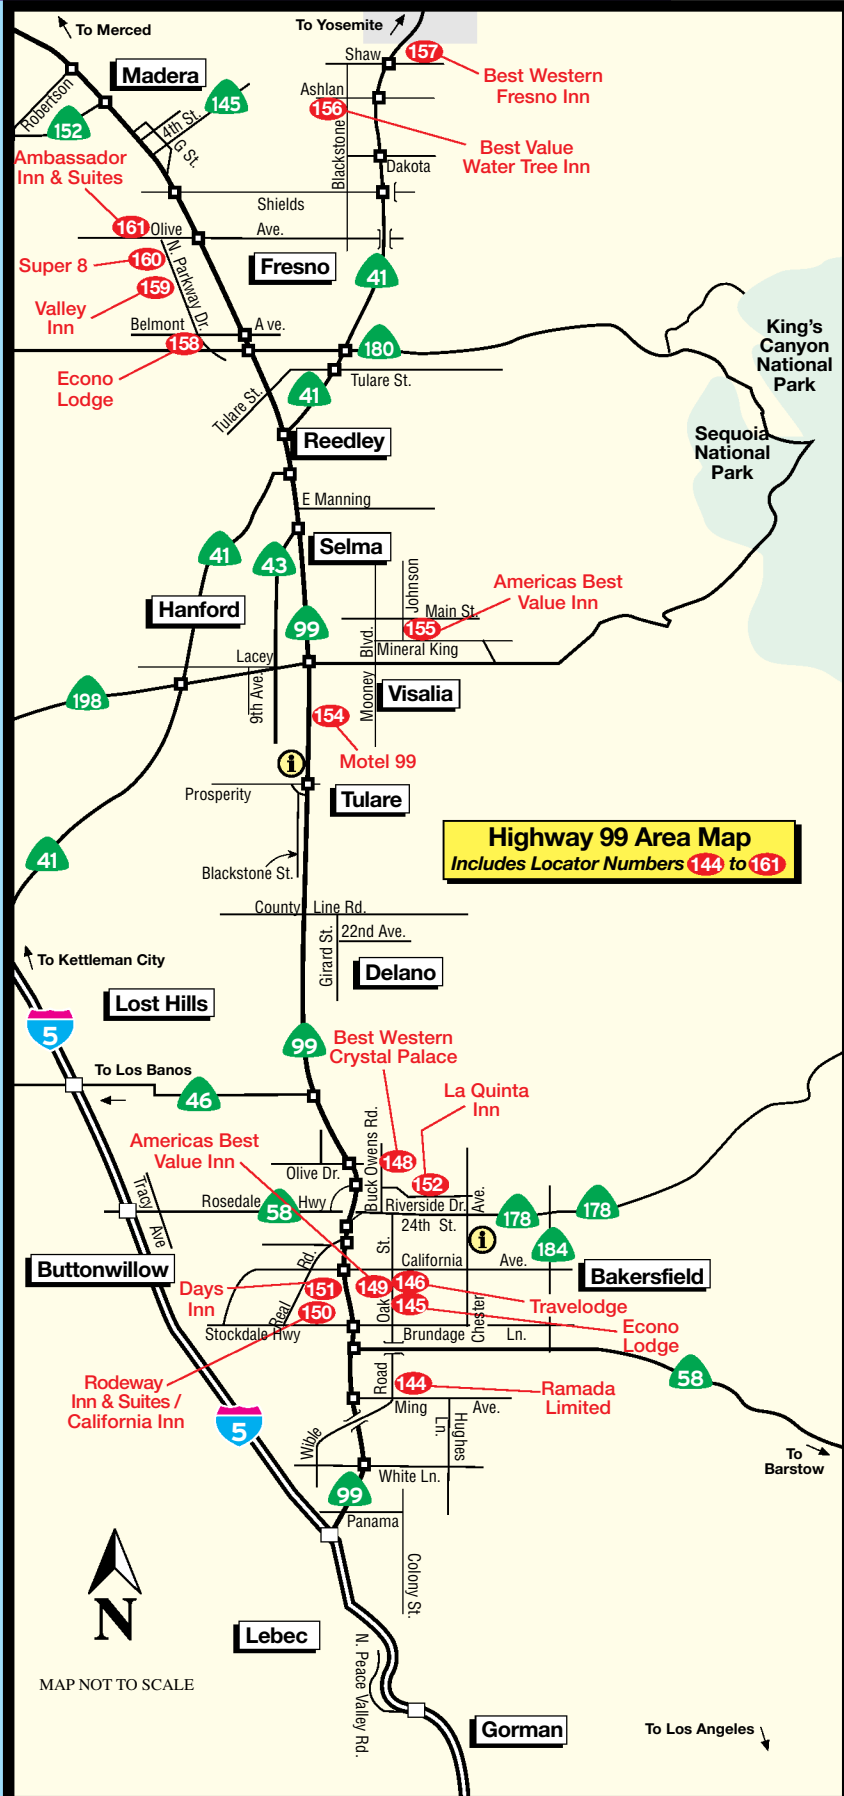 To Merced
To Yosemite
Madera
Robertson
152
4th St.
G St.
145
Shaw
157
Best Western
Fresno Inn
Ashlan
156
Blackstone
Best Value
Water Tree Inn
Dakota
Ambassador
Inn & Suites
Shields
161
Olive
Ave.
Super 8
160
N. Parkway Dr.
Fresno
41
Valley
Inn
159
Belmont
A ve.
158
180
Econo
Lodge
Tulare St.
Tulare St.
41
King's
Canyon
National
Park
Sequoia
National
Park
Reedley
E Manning
41
43
Selma
Hanford
99
Johnson
Americas Best
Value Inn
Main St.
155
Blvd.
Mineral King
Lacey
198
9th Ave.
Mooney
Visalia
154
Motel 99
i
Prosperity
Tulare
41
Blackstone St.
Highway 99 Area Map
Includes Locator Numbers 144 to 161
County Line Rd.
Girard St.
22nd Ave.
To Kettleman City
Delano
Lost Hills
5
99
Best Western
Crystal Palace
To Los Banos
46
La Quinta
Inn
Americas Best
Value Inn
Buck Owens Rd.
148
Olive Dr.
152
Tracy
Ave
Rosedale
58
Hwy
Riverside Dr.
Ave.
178
178
24th St.
i
184
St.
Buttonwillow
Rd.
California
Ave.
Bakersfield
Days
Inn
151
149
146
Travelodge
150
Real
Oak
145
Chester
Econo
Lodge
Stockdale Hwy
Brundage
Ln.
58
Rodeway
Inn & Suites /
California Inn
Road
144
Ramada
Limited
Ming
Ave.
5
Wible
Hughes
Ln.
To
Barstow
White Ln.
99
Panama
Colony St.
N
Lebec
MAP NOT TO SCALE
N. Peace Valley Rd.
Gorman
To Los Angeles